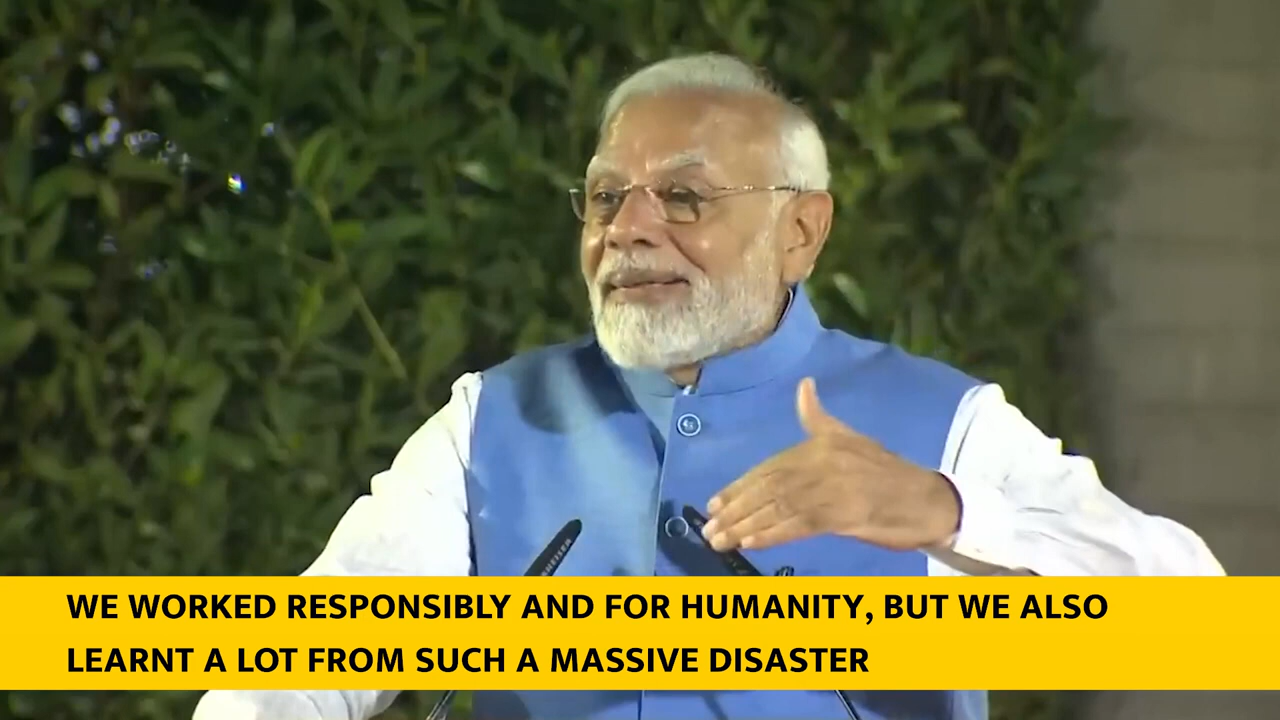 WE WORKED RESPONSIBLY AND FOR HUMANITY, BUT WE ALSO
LEARNT A LOT FROM SUCH A MASSIVE DISASTER